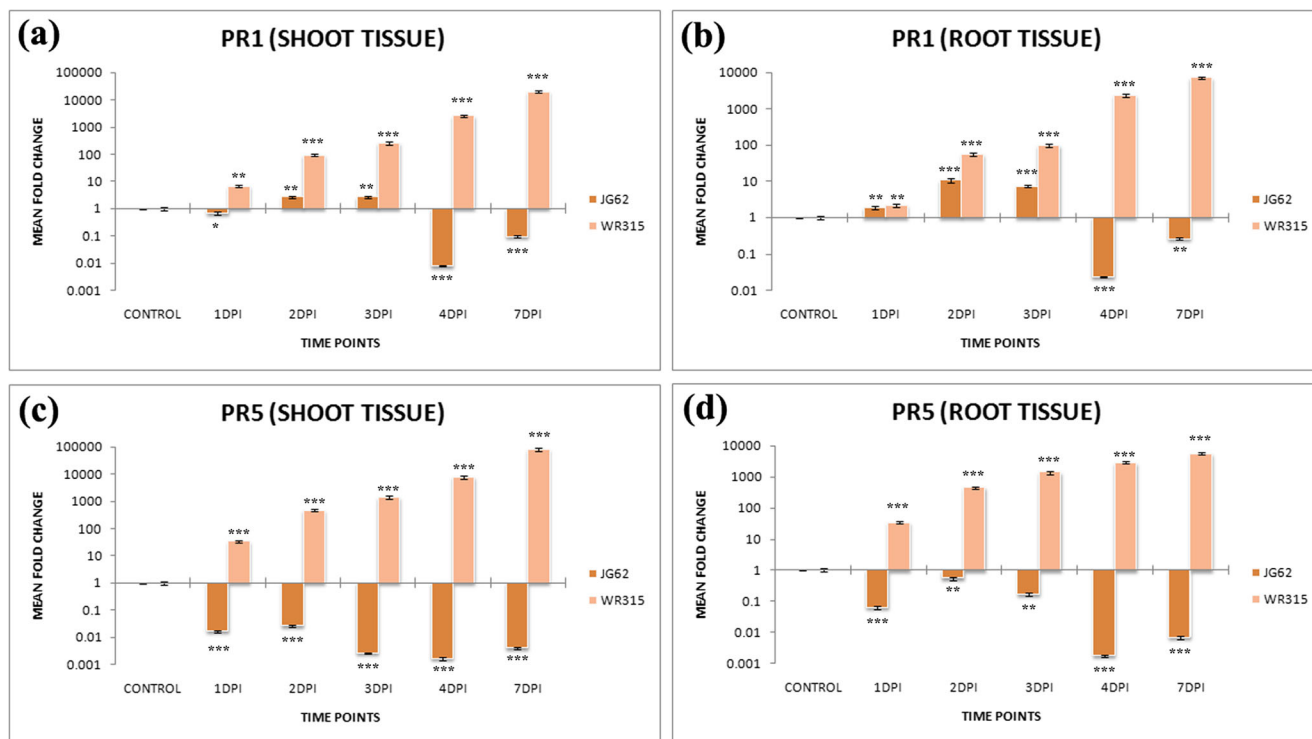 (a)
PR1 (SHOOT TISSUE)
MEAN FOLD CHANGE
100000
10000
1000
100
10
1
0.1
0.01
0.001
** *** *** *** ***
** **
*
*** ***
JG62
WR315
CONTROL 1DPI 2DPI 3DPI 4DPI 7DPI
TIME POINTS
(b)
PR1 (ROOT TISSUE)
MEAN FOLD CHANGE
10000
1000
100
10
1
0.1
0.01
** ** *** *** *** *** *** ***
*** **
JG62
WR315
CONTROL 1DPI 2DPI 3DPI 4DPI 7DPI
TIME POINTS
(c)
PR5 (SHOOT TISSUE)
MEAN FOLD CHANGE
100000
10000
1000
100
10
1
0.1
0.01
0.001
*** *** *** *** ***
*** *** *** *** ***
JG62
WR315
CONTROL 1DPI 2DPI 3DPI 4DPI 7DPI
TIME POINTS
(d)
PR5 (ROOT TISSUE)
MEAN FOLD CHANGE
10000
1000
100
10
1
0.1
0.01
0.001
*** *** *** *** ***
*** ** ** *** ***
JG62
WR315
CONTROL 1DPI 2DPI 3DPI 4DPI 7DPI
TIME POINTS